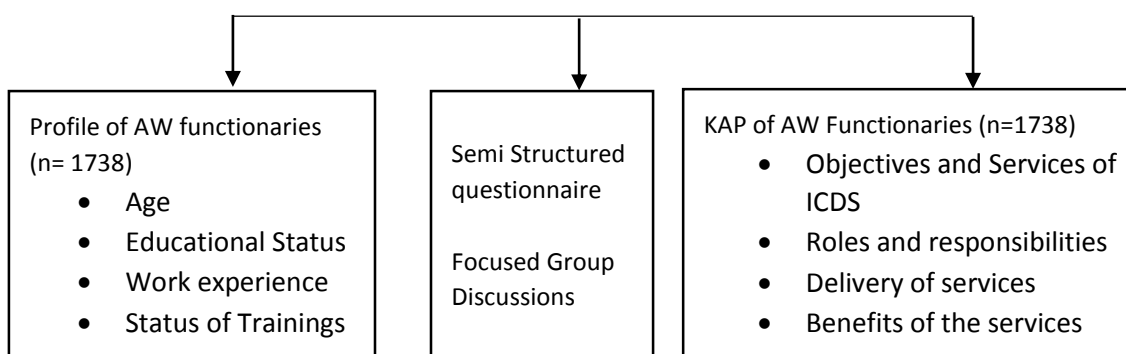 Profile of AW functionaries
(n= 1738)
• Age
• Educational Status
• Work experience
• Status of Trainings
Semi Structured
questionnaire
Focused Group
Discussions
KAP of AW Functionaries (n=1738)
• Objectives and Services of
ICDS
• Roles and responsibilities
• Delivery of services
• Benefits of the services